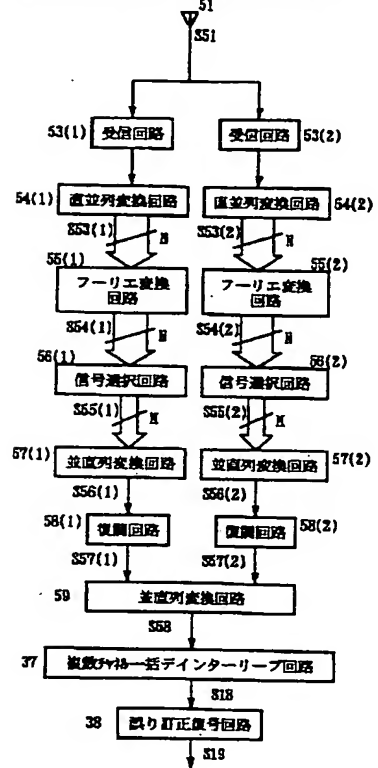 51
S51
53(1) 受信回路 受信回路 53(2)
54(1) 直並列変換回路 直並列変換回路 54(2)
S53(1) N S53(2) N
55(1) 55(2)
フーリエ変換 フーリエ変換
回路 回路
S54(1) N S54(2) N
56(1) 56(2)
信号選択回路 信号選択回路
S55(1) M S55(2) M
57(1) 並直列変換回路 並直列変換回路 57(2)
S56(1) S56(2)
58(1) 復調回路 復調回路 58(2)
S57(1) S57(2)
59 並直列変換回路
S58
37 複数チャネル一括デインターリーブ回路
S18
38 誤り訂正復号回路
S19